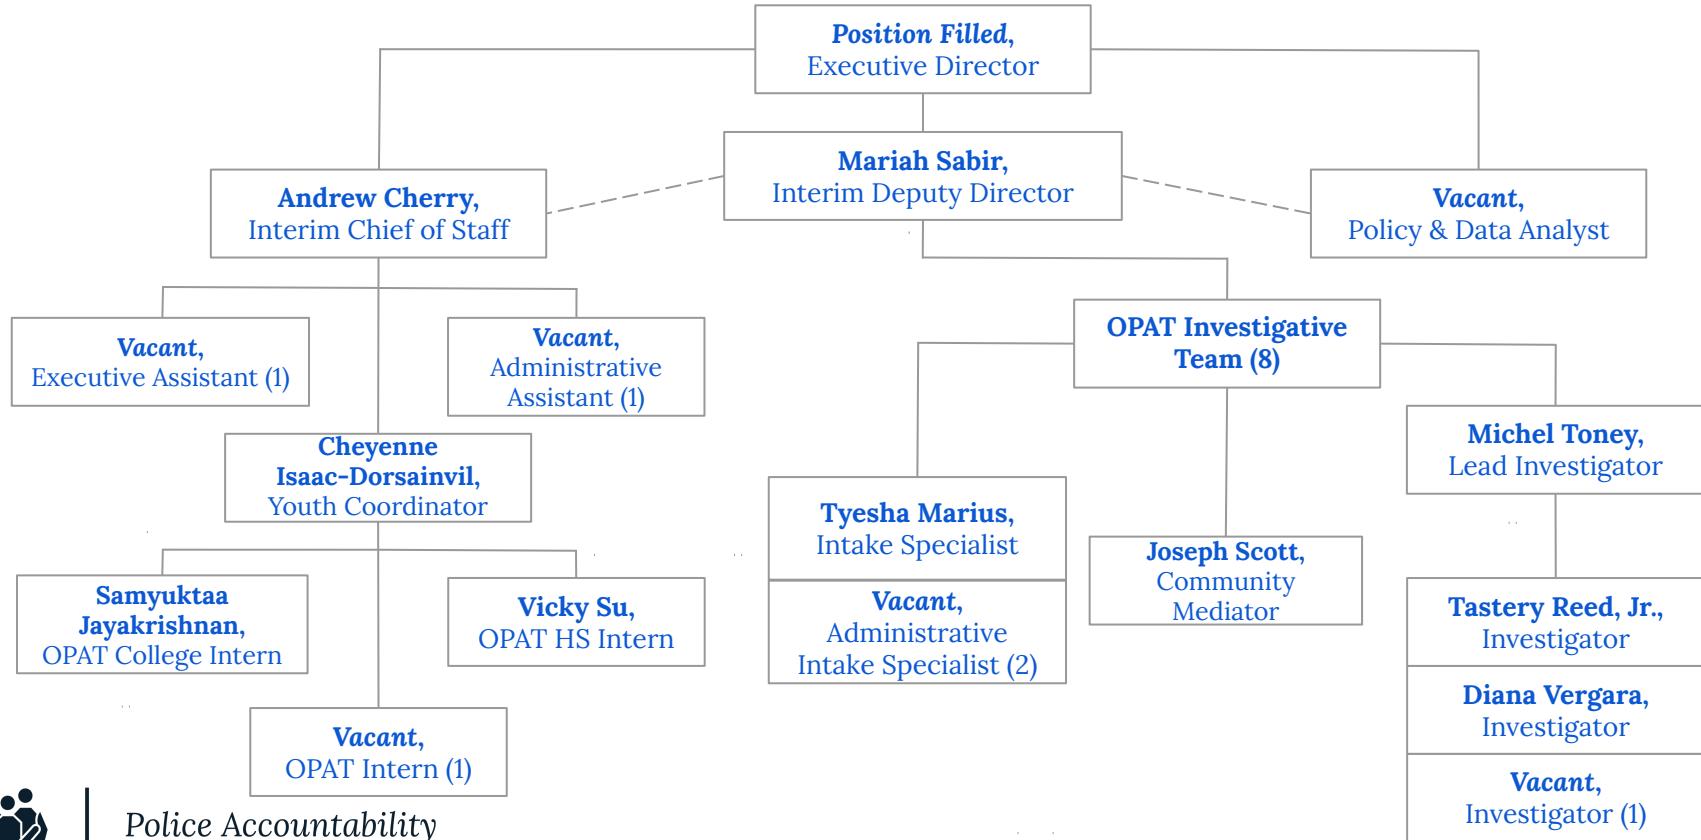 Position Filled,
Executive Director
Mariah Sabir,
Interim Deputy Director
Andrew Cherry,
Interim Chief of Staff
Vacant,
Policy & Data Analyst
Vacant,
Executive Assistant (1)
Vacant,
Administrative
Assistant (1)
OPAT Investigative
Team (8)
Cheyenne
Isaac-Dorsainvil,
Youth Coordinator
Michel Toney,
Lead Investigator
Tyesha Marius,
Intake Specialist
Vacant,
Administrative
Intake Specialist (2)
Joseph Scott,
Community
Mediator
Samyuktaa
Jayakrishnan,
OPAT College Intern
Vicky Su,
OPAT HS Intern
Vacant,
OPAT Intern (1)
Tastery Reed, Jr.,
Investigator
Diana Vergara,
Investigator
Vacant,
Investigator (1)
Police Accountability